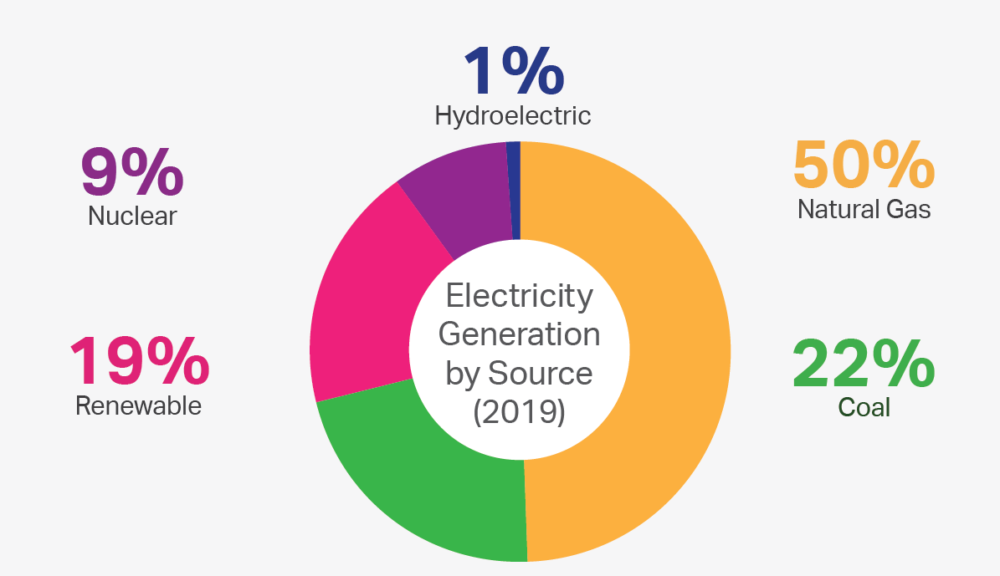 1%
Hydroelectric
9%
Nuclear
50%
Natural Gas
19%
Renewable
22%
Coal
Electricity
Generation
by Source
(2019)